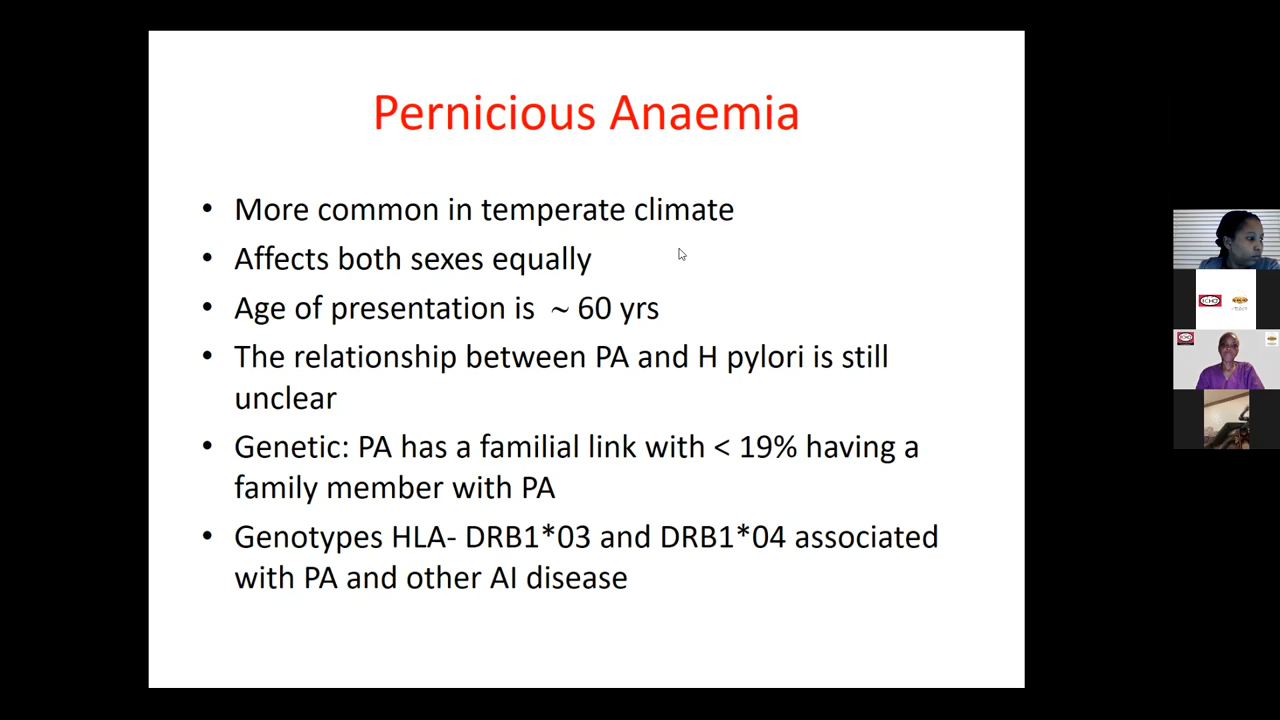 Pernicious Anaemia
• More common in temperate climate
• Affects both sexes equally
• Age of presentation is ~ 60 yrs
• The relationship between PA and H pylori is still
unclear
• Genetic: PA has a familial link with < 19% having a
family member with PA
• Genotypes HLA- DRB1*03 and DRB1*04 associated
with PA and other AI disease
ECHO